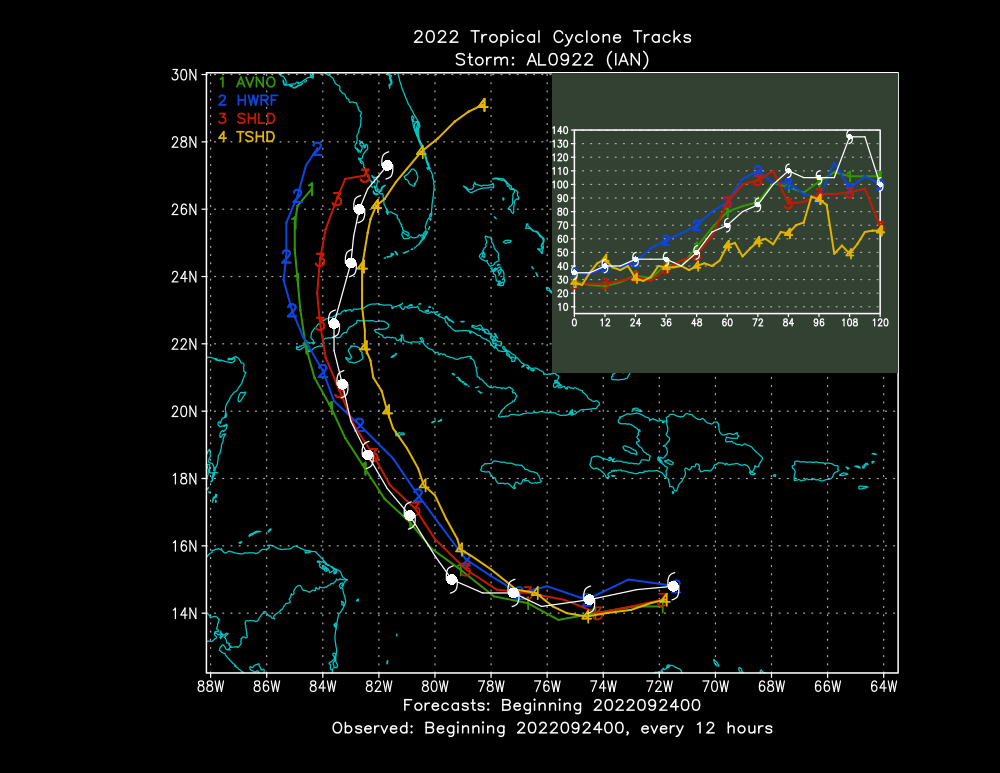 2022 Tropical Cyclone Tracks
Storm: AL0922 (IAN)
30N
28N
26N
24N
22N
20N
18N
16N
14N
1 AVNO
2 HWRF
3 SHLD
4 TSHD
140
130
120
110
100
90
80
70
60
50
40
30
20
10
0 12 24 36 48 60 72 84 96 108 120
88W 86W 84W 82W 80W 78W 76W 74W 72W 70W 68W 66W 64W
Forecasts: Beginning 2022092400
Observed: Beginning 2022092400, every 12 hours